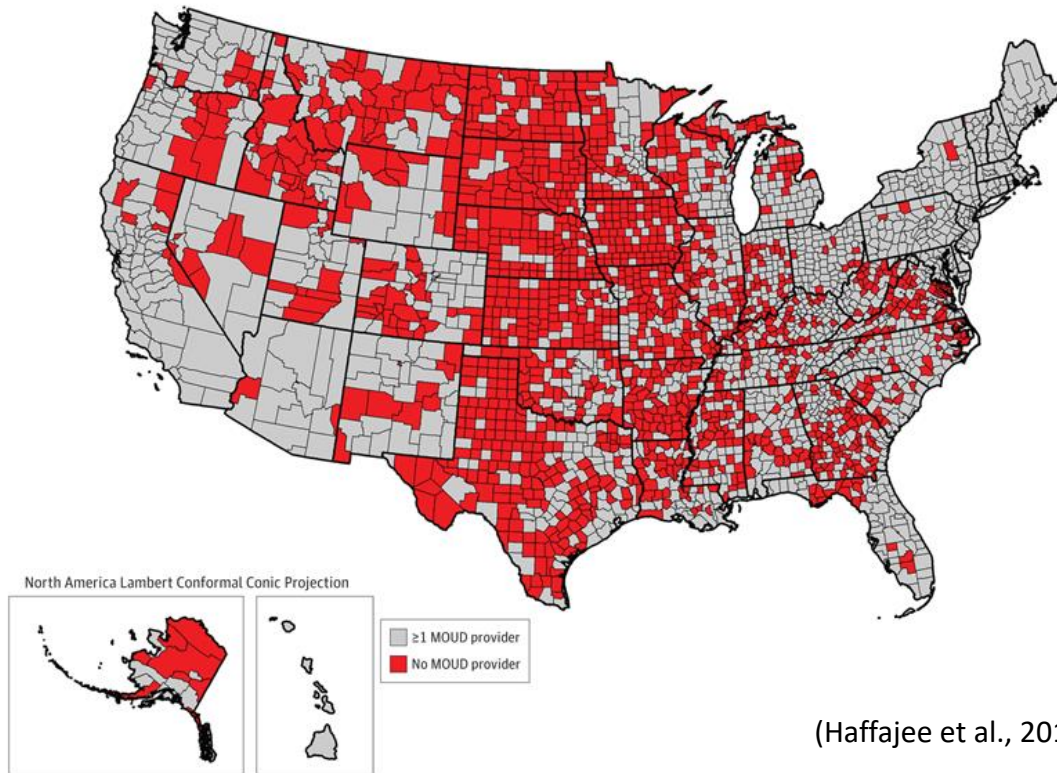 North America Lambert Conformal Conic Projection
≥1 MOUD provider
No MOUD provider
(Haffajee et al., 201